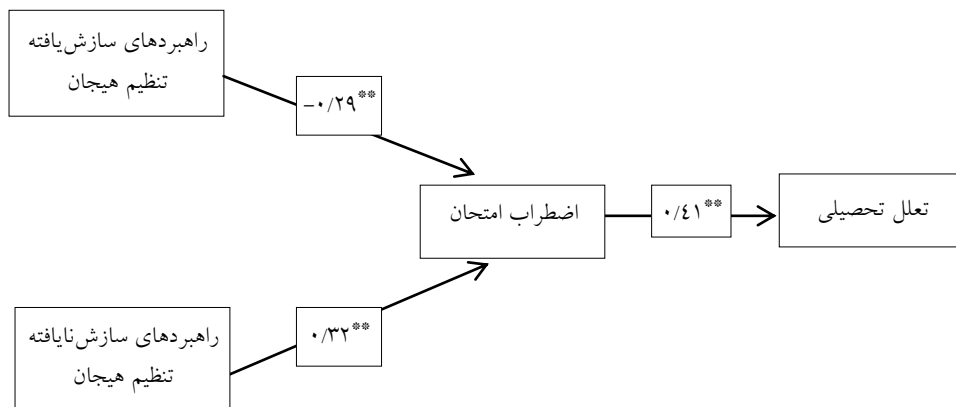 راهبردهای سازش‌یافته
تنظیم هیجان
-۰/۲۹**
اضطراب امتحان
۰/٤١**
تعلل تحصیلی
راهبردهای سازش‌نایافته
تنظیم هیجان
۰/۳۲**